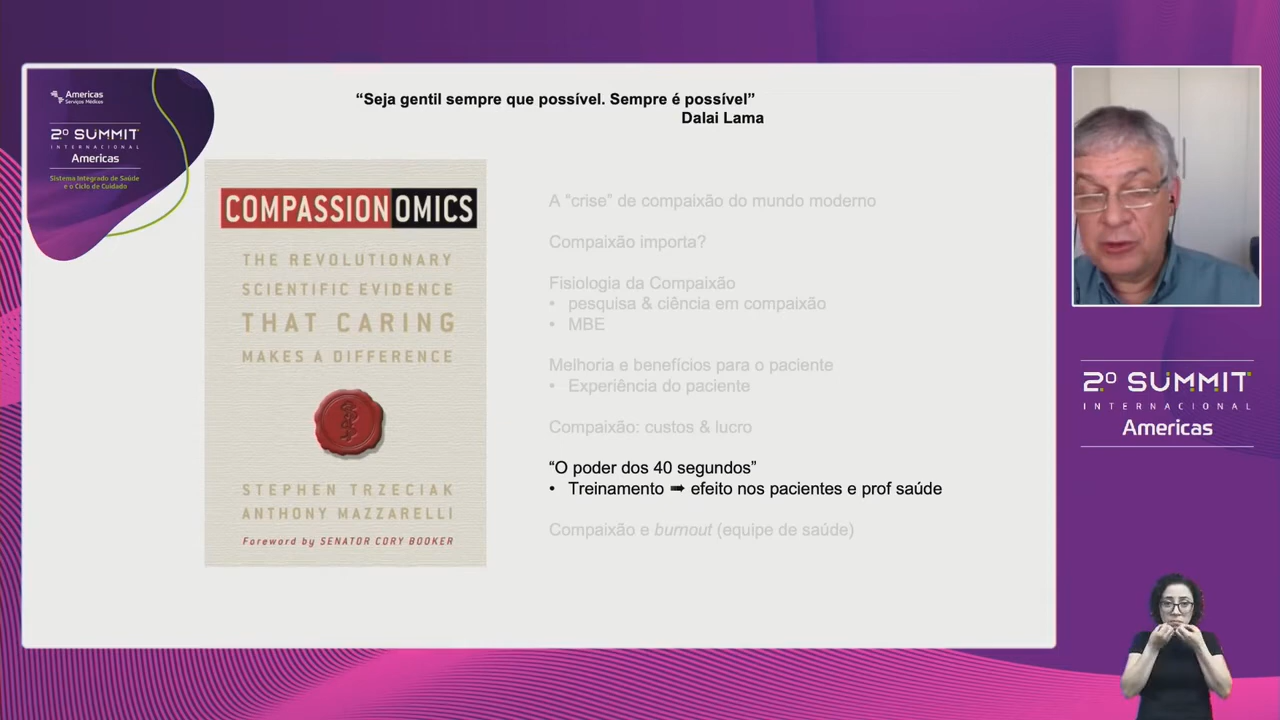 Americas
Serviços Médicos
2º SUMMIT
INTERNACIONAL
Americas
Sistema Integrado de Saúde
e o Ciclo de Cuidado
“Seja gentil sempre que possível. Sempre é possível”
Dalai Lama
COMPASSIONOMICS
THE REVOLUTIONARY
SCIENTIFIC EVIDENCE
THAT CARING
MAKES A DIFFERENCE
STEPHEN TRZECIAK
ANTHONY MAZZARELLI
Foreword by SENATOR CORY BOOKER
A “crise” de compaixão do mundo moderno
Compaixão importa?
Fisiologia da Compaixão
• pesquisa & ciência em compaixão
• MBE
Melhoria e benefícios para o paciente
• Experiência do paciente
Compaixão: custos & lucro
“O poder dos 40 segundos”
• Treinamento ➡ efeito nos pacientes e prof saúde
Compaixão e burnout (equipe de saúde)
2º SUMMIT
INTERNACIONAL
Americas